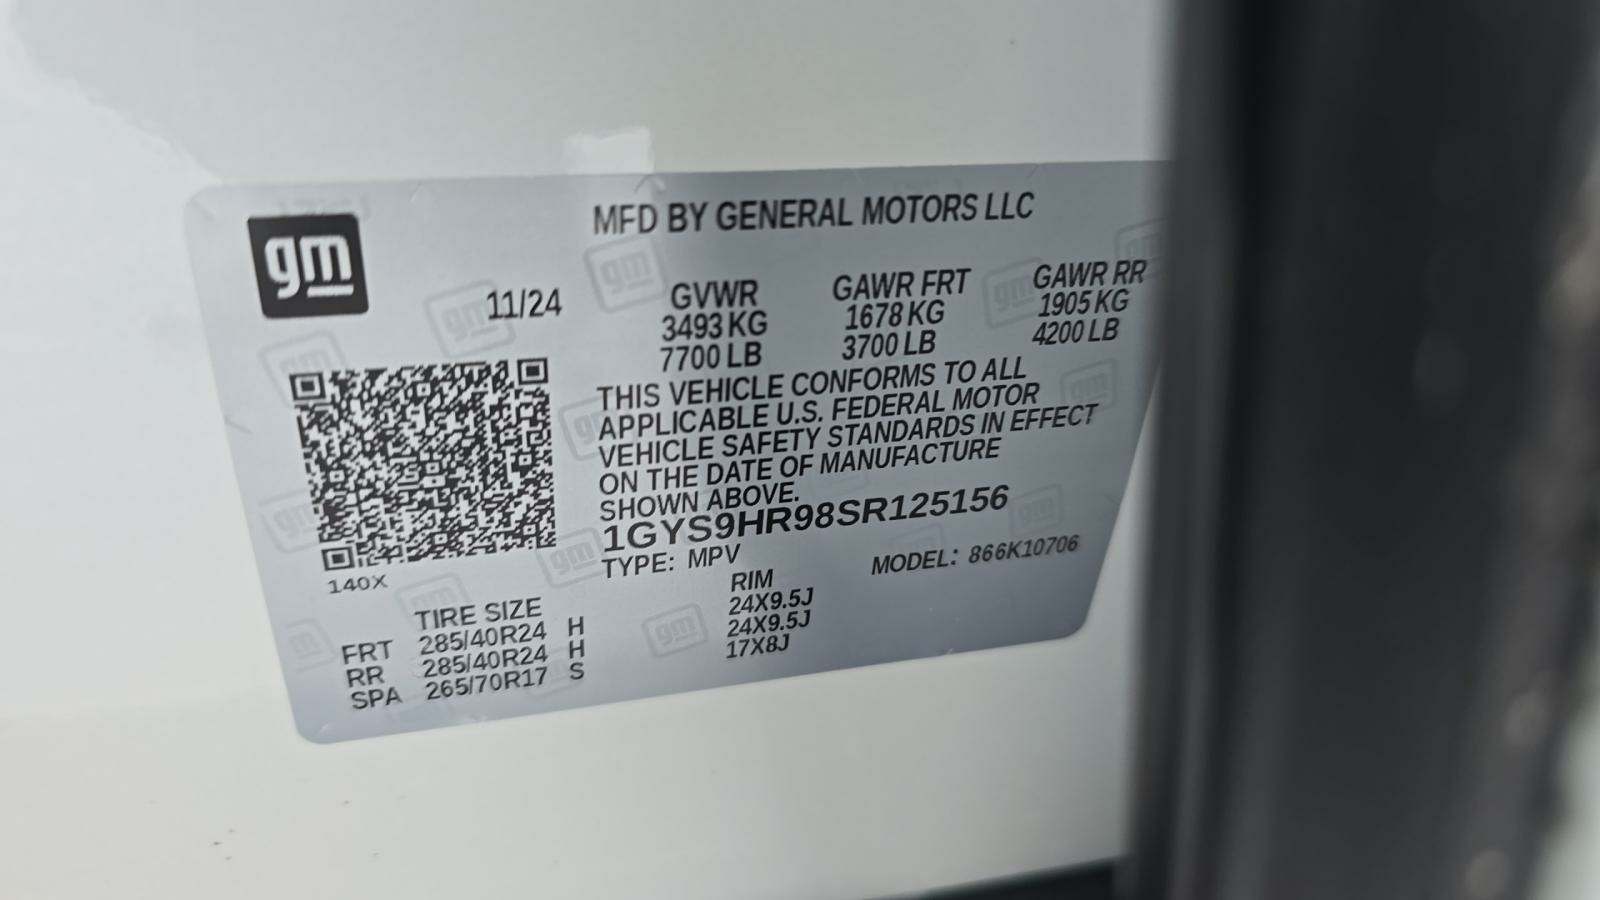 gm
MFD BY GENERAL MOTORS LLC
11/24
GVWR GAWR FRT GAWR RR
3493 KG 1678 KG 1905 KG
7700 LB 3700 LB 4200 LB
THIS VEHICLE CONFORMS TO ALL
APPLICABLE U.S. FEDERAL MOTOR
VEHICLE SAFETY STANDARDS IN EFFECT
ON THE DATE OF MANUFACTURE
SHOWN ABOVE.
1GYS9HR98SR125156
TYPE: MPV MODEL: 866K10706
140X
TIRE SIZE RIM
FRT 285/40R24 H 24X9.5J
RR 285/40R24 H 24X9.5J
SPA 265/70R17 S 17X8J